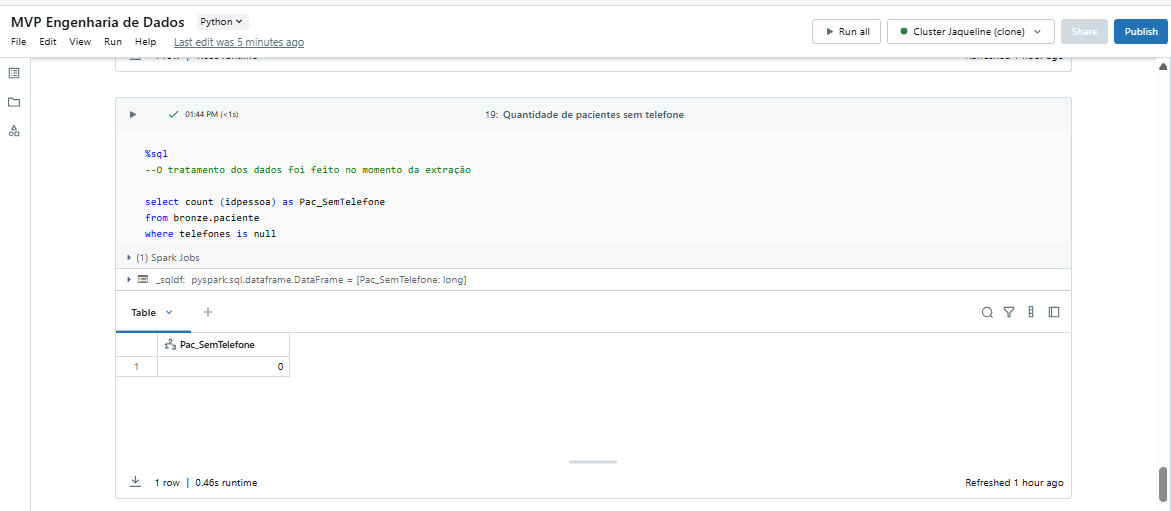 MVP Engenharia de Dados Python
File Edit View Run Help Last edit was 5 minutes ago
Run all Cluster Jaqueline (clone) Share Publish
01:44 PM (<1s) 19: Quantidade de pacientes sem telefone
%sql
--O tratamento dos dados foi feito no momento da extração
select count (idpessoa) as Pac_SemTelefone
from bronze.paciente
where telefones is null
(1) Spark Jobs
_sqldf: pyspark.sql.dataframe.DataFrame = [Pac_SemTelefone: long]
Table
Pac_SemTelefone
1 0
1 row | 0.46s runtime Refreshed 1 hour ago